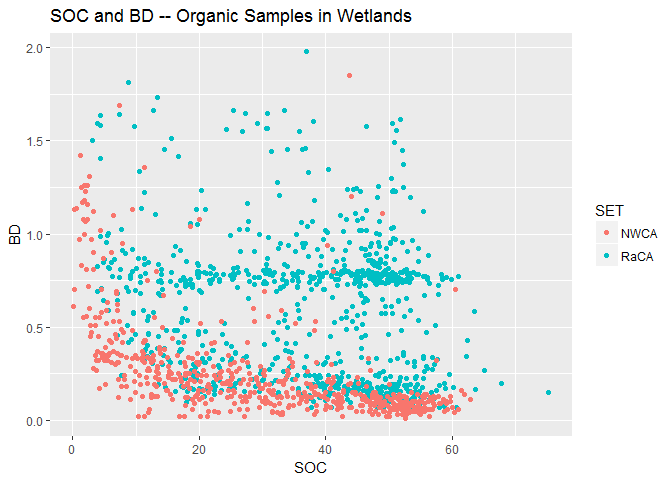 SOC and BD -- Organic Samples in Wetlands
2.0
1.5
1.0
0.5
0.0
BD
0 20 40 60
SOC
SET
NWCA
RaCA